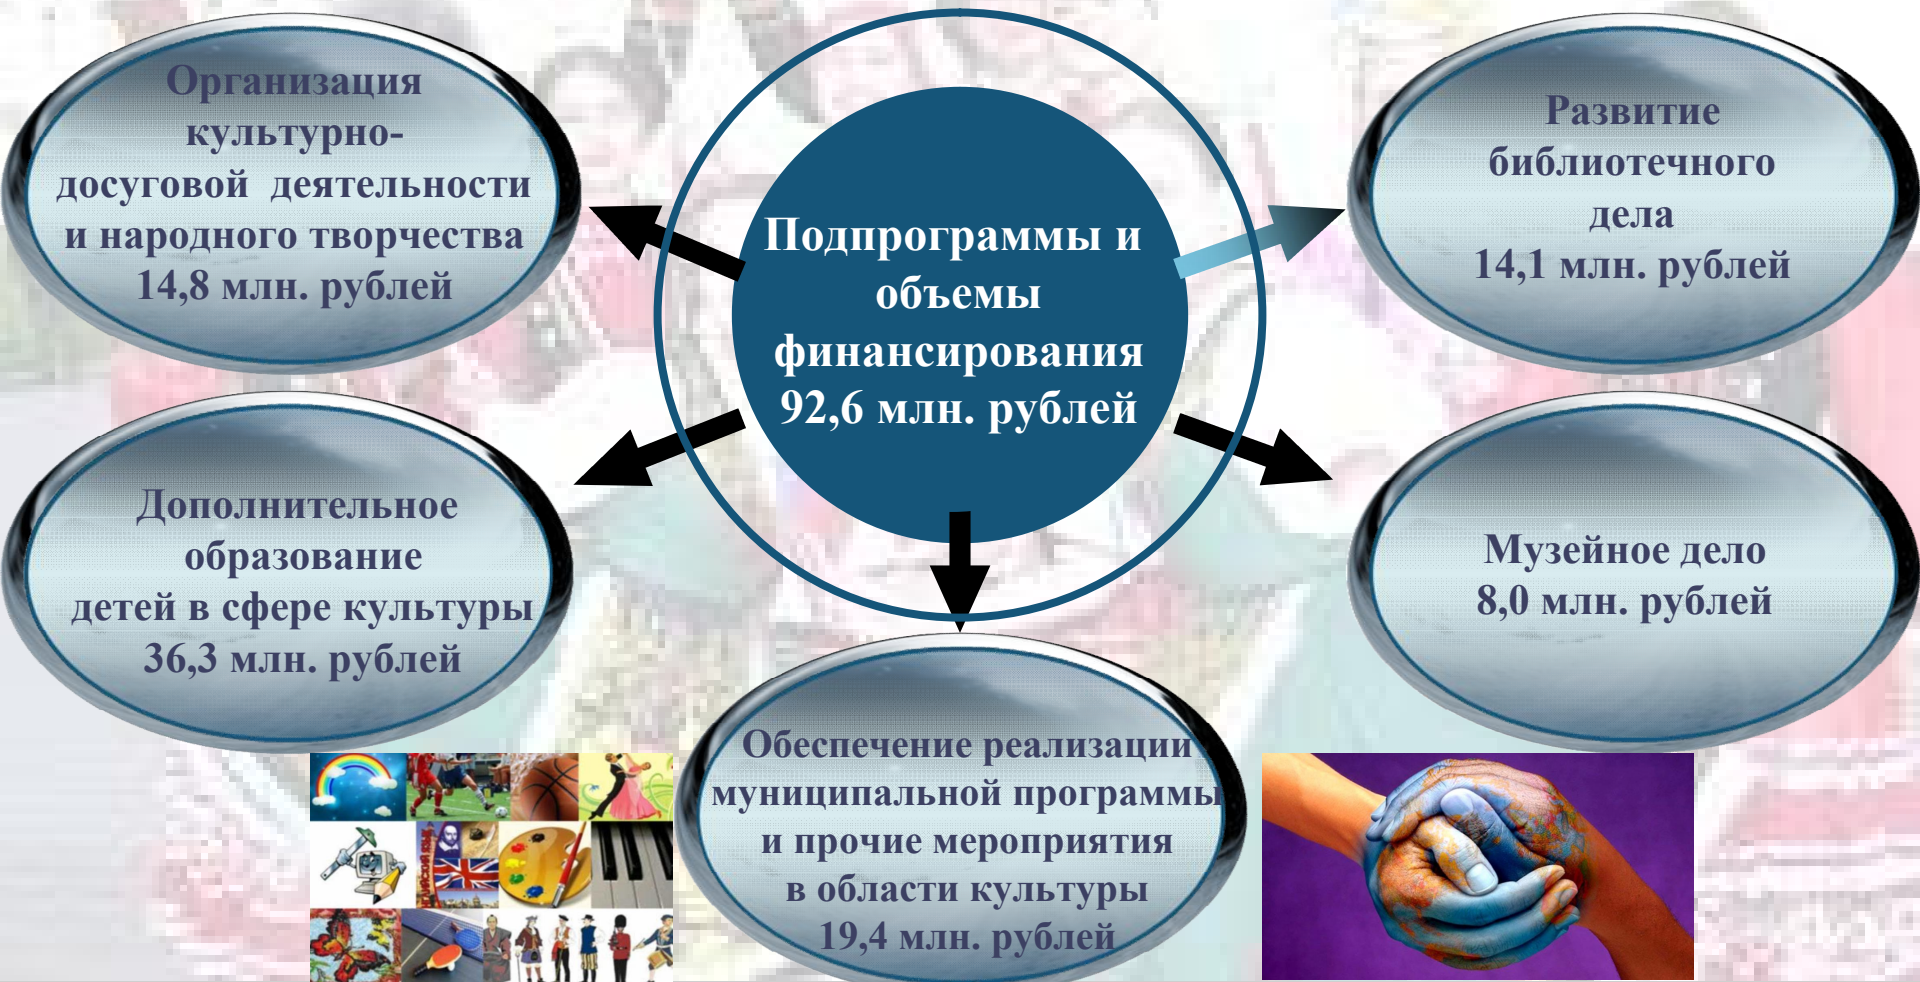 Организация
культурно-
досуговой деятельности
и народного творчества
14,8 млн. рублей
Подпрограммы и
объемы
финансирования
92,6 млн. рублей
Развитие
библиотечного
дела
14,1 млн. рублей
Дополнительное
образование
детей в сфере культуры
36,3 млн. рублей
Музейное дело
8,0 млн. рублей
Обеспечение реализации
муниципальной программы
и прочие мероприятия
в области культуры
19,4 млн. рублей